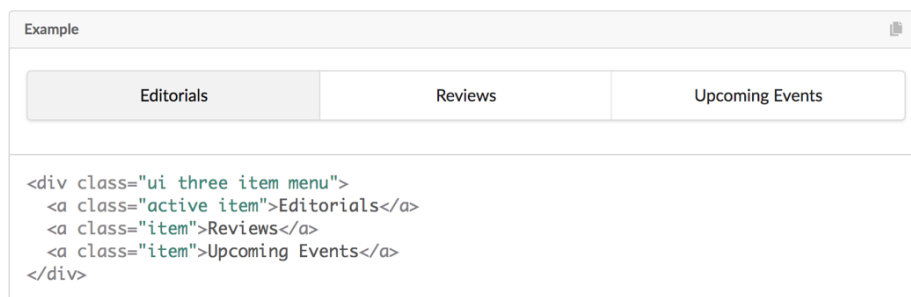 Example
Editorials Reviews Upcoming Events
<div class="ui three item menu">
  <a class="active item">Editorials</a>
  <a class="item">Reviews</a>
  <a class="item">Upcoming Events</a>
</div>